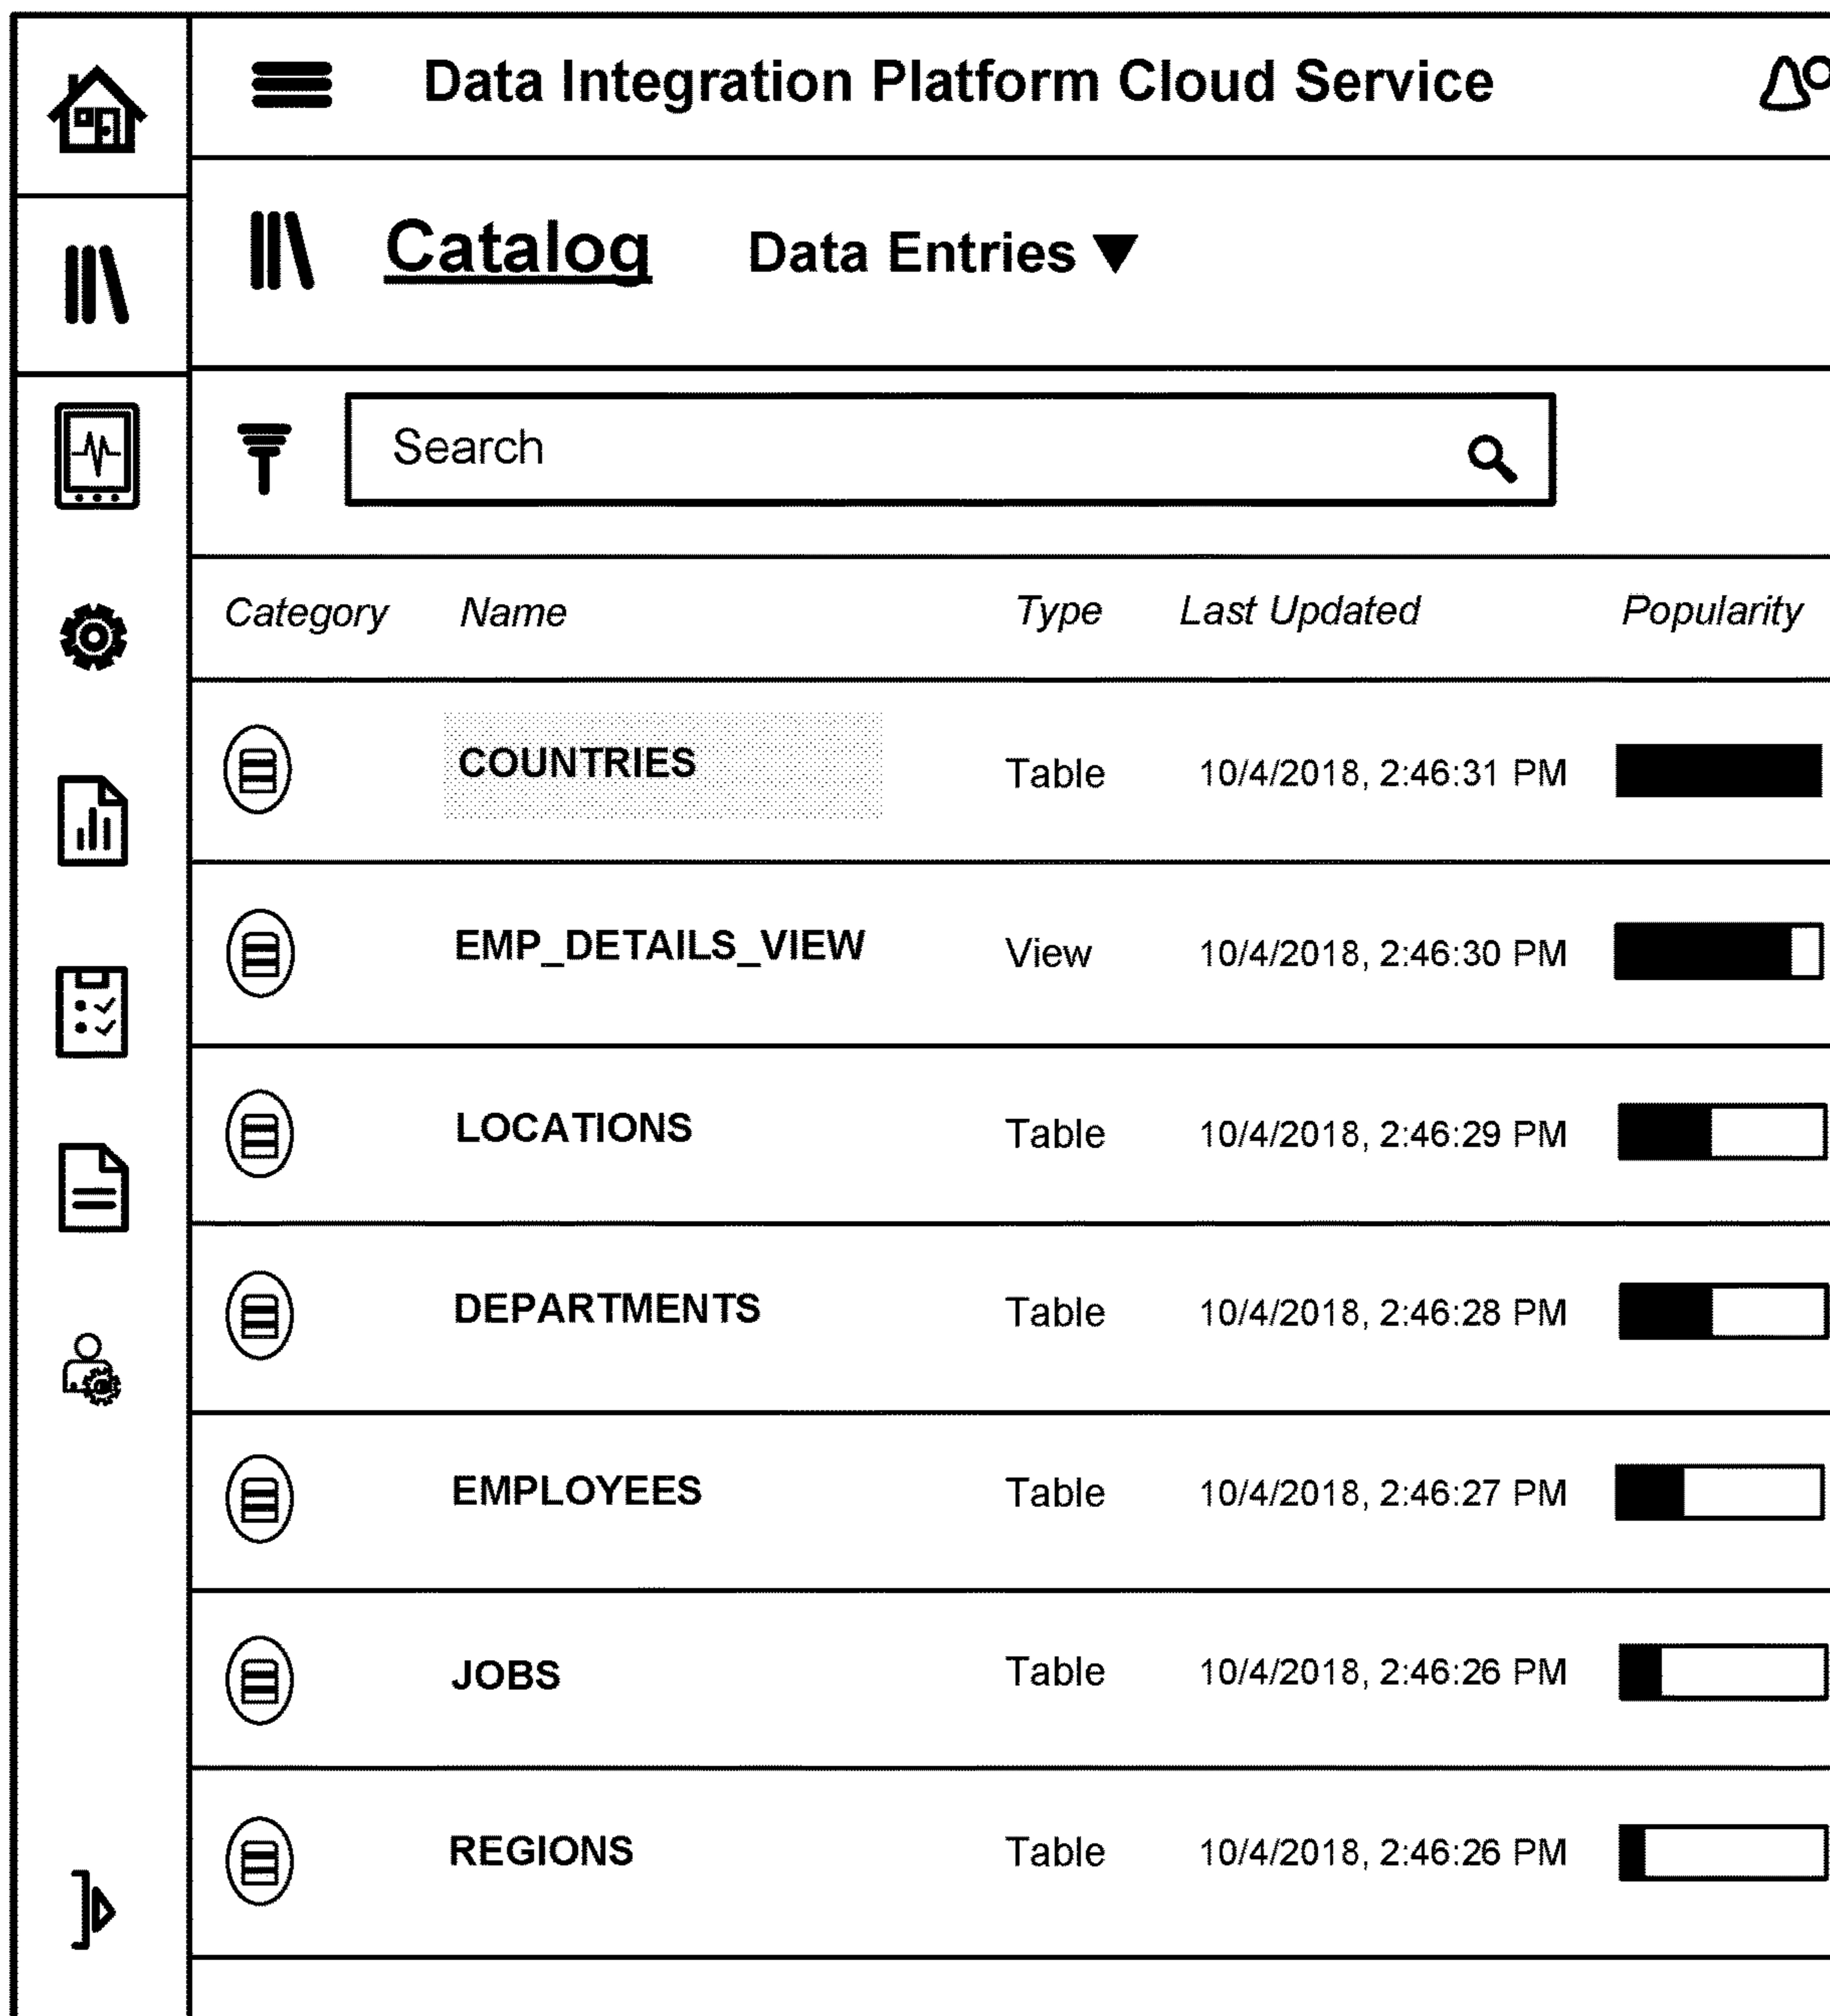 Data Integration Platform Cloud Service
Catalog Data Entries ▼
Search
Category Name Type Last Updated Popularity
COUNTRIES Table 10/4/2018, 2:46:31 PM
EMP_DETAILS_VIEW View 10/4/2018, 2:46:30 PM
LOCATIONS Table 10/4/2018, 2:46:29 PM
DEPARTMENTS Table 10/4/2018, 2:46:28 PM
EMPLOYEES Table 10/4/2018, 2:46:27 PM
JOBS Table 10/4/2018, 2:46:26 PM
REGIONS Table 10/4/2018, 2:46:26 PM